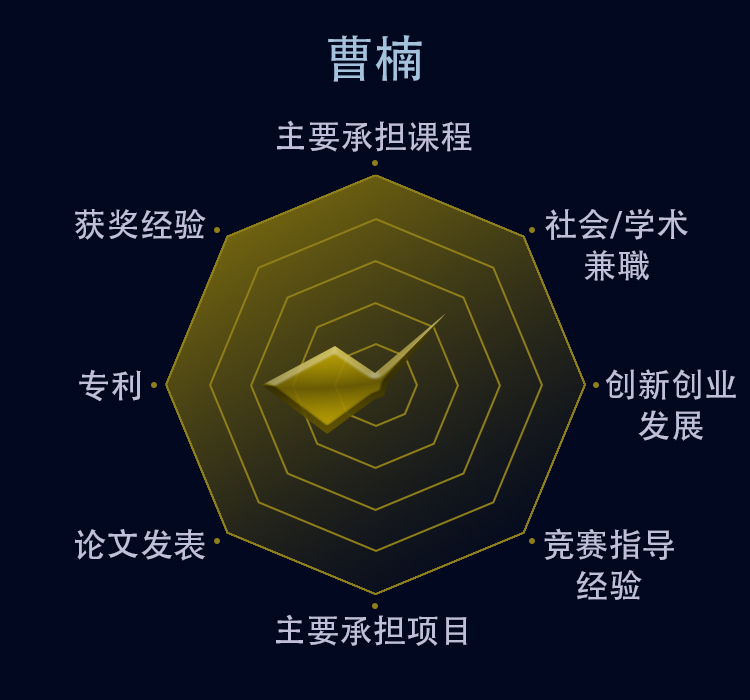 曹楠
主要承担课程
获奖经验
社会/学术
兼職
专利
创新创业
发展
论文发表
竞赛指导
经验
主要承担项目